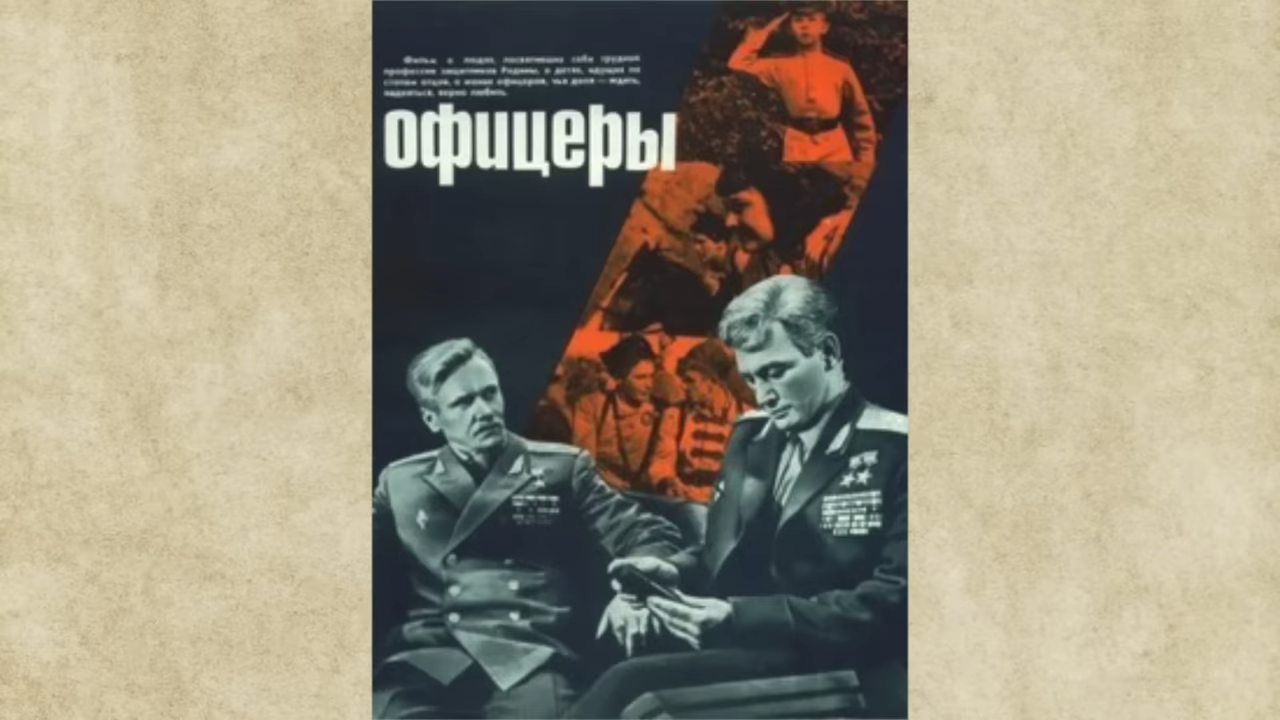 Фильм о людях, посвятивших себя трудной
профессии защитников Родины, о детях, идущих по
стопам отцов, о женах офицеров, чья доля — ждать,
надеяться, верно любить.
офицеры